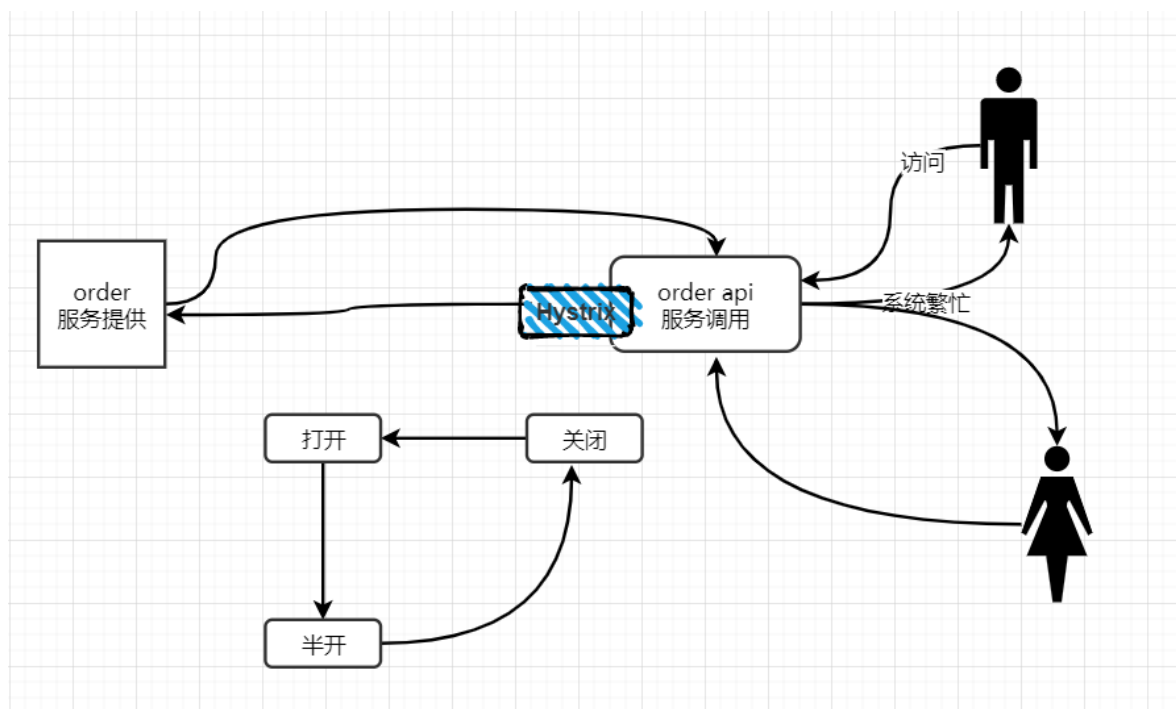 访问
order
服务提供
Hystrix
order api
服务调用
系统繁忙
打开
关闭
半开